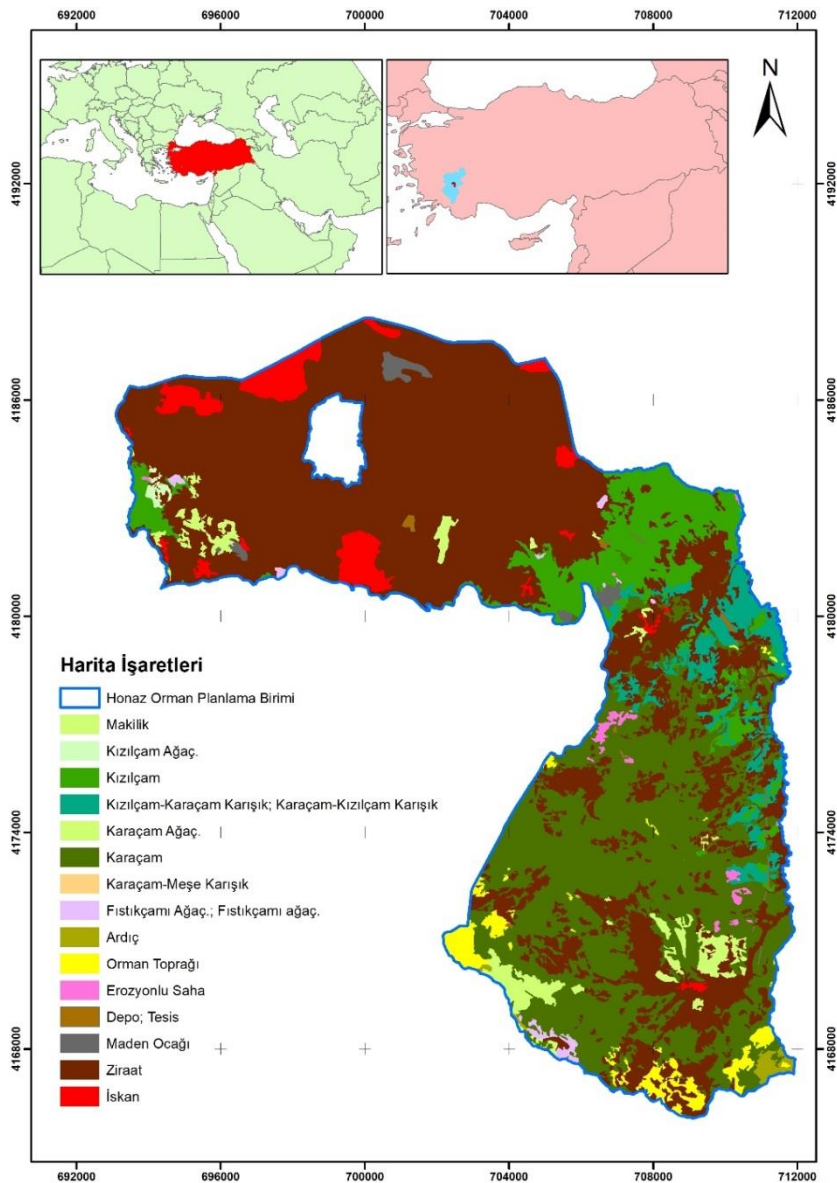 692000 696000 700000 704000 708000 712000
N
4192000 4192000
4186000 4186000
4180000 4180000
Harita İşaretleri
Honaz Orman Planlama Birimi
Makilik
Kızılçam Ağaç.
Kızılçam
Kızılçam-Karaçam Karışık; Karaçam-Kızılçam Karışık
Karaçam Ağaç.
Karaçam
Karaçam-Meşe Karışık
Fıstıkçamı Ağaç.; Fıstıkçamı ağaç.
Ardıç
Orman Toprağı
Erozyonlu Saha
Depo; Tesis
Maden Ocağı
Ziraat
İskan
4174000 4174000
4168000 4168000
692000 696000 700000 704000 708000 712000